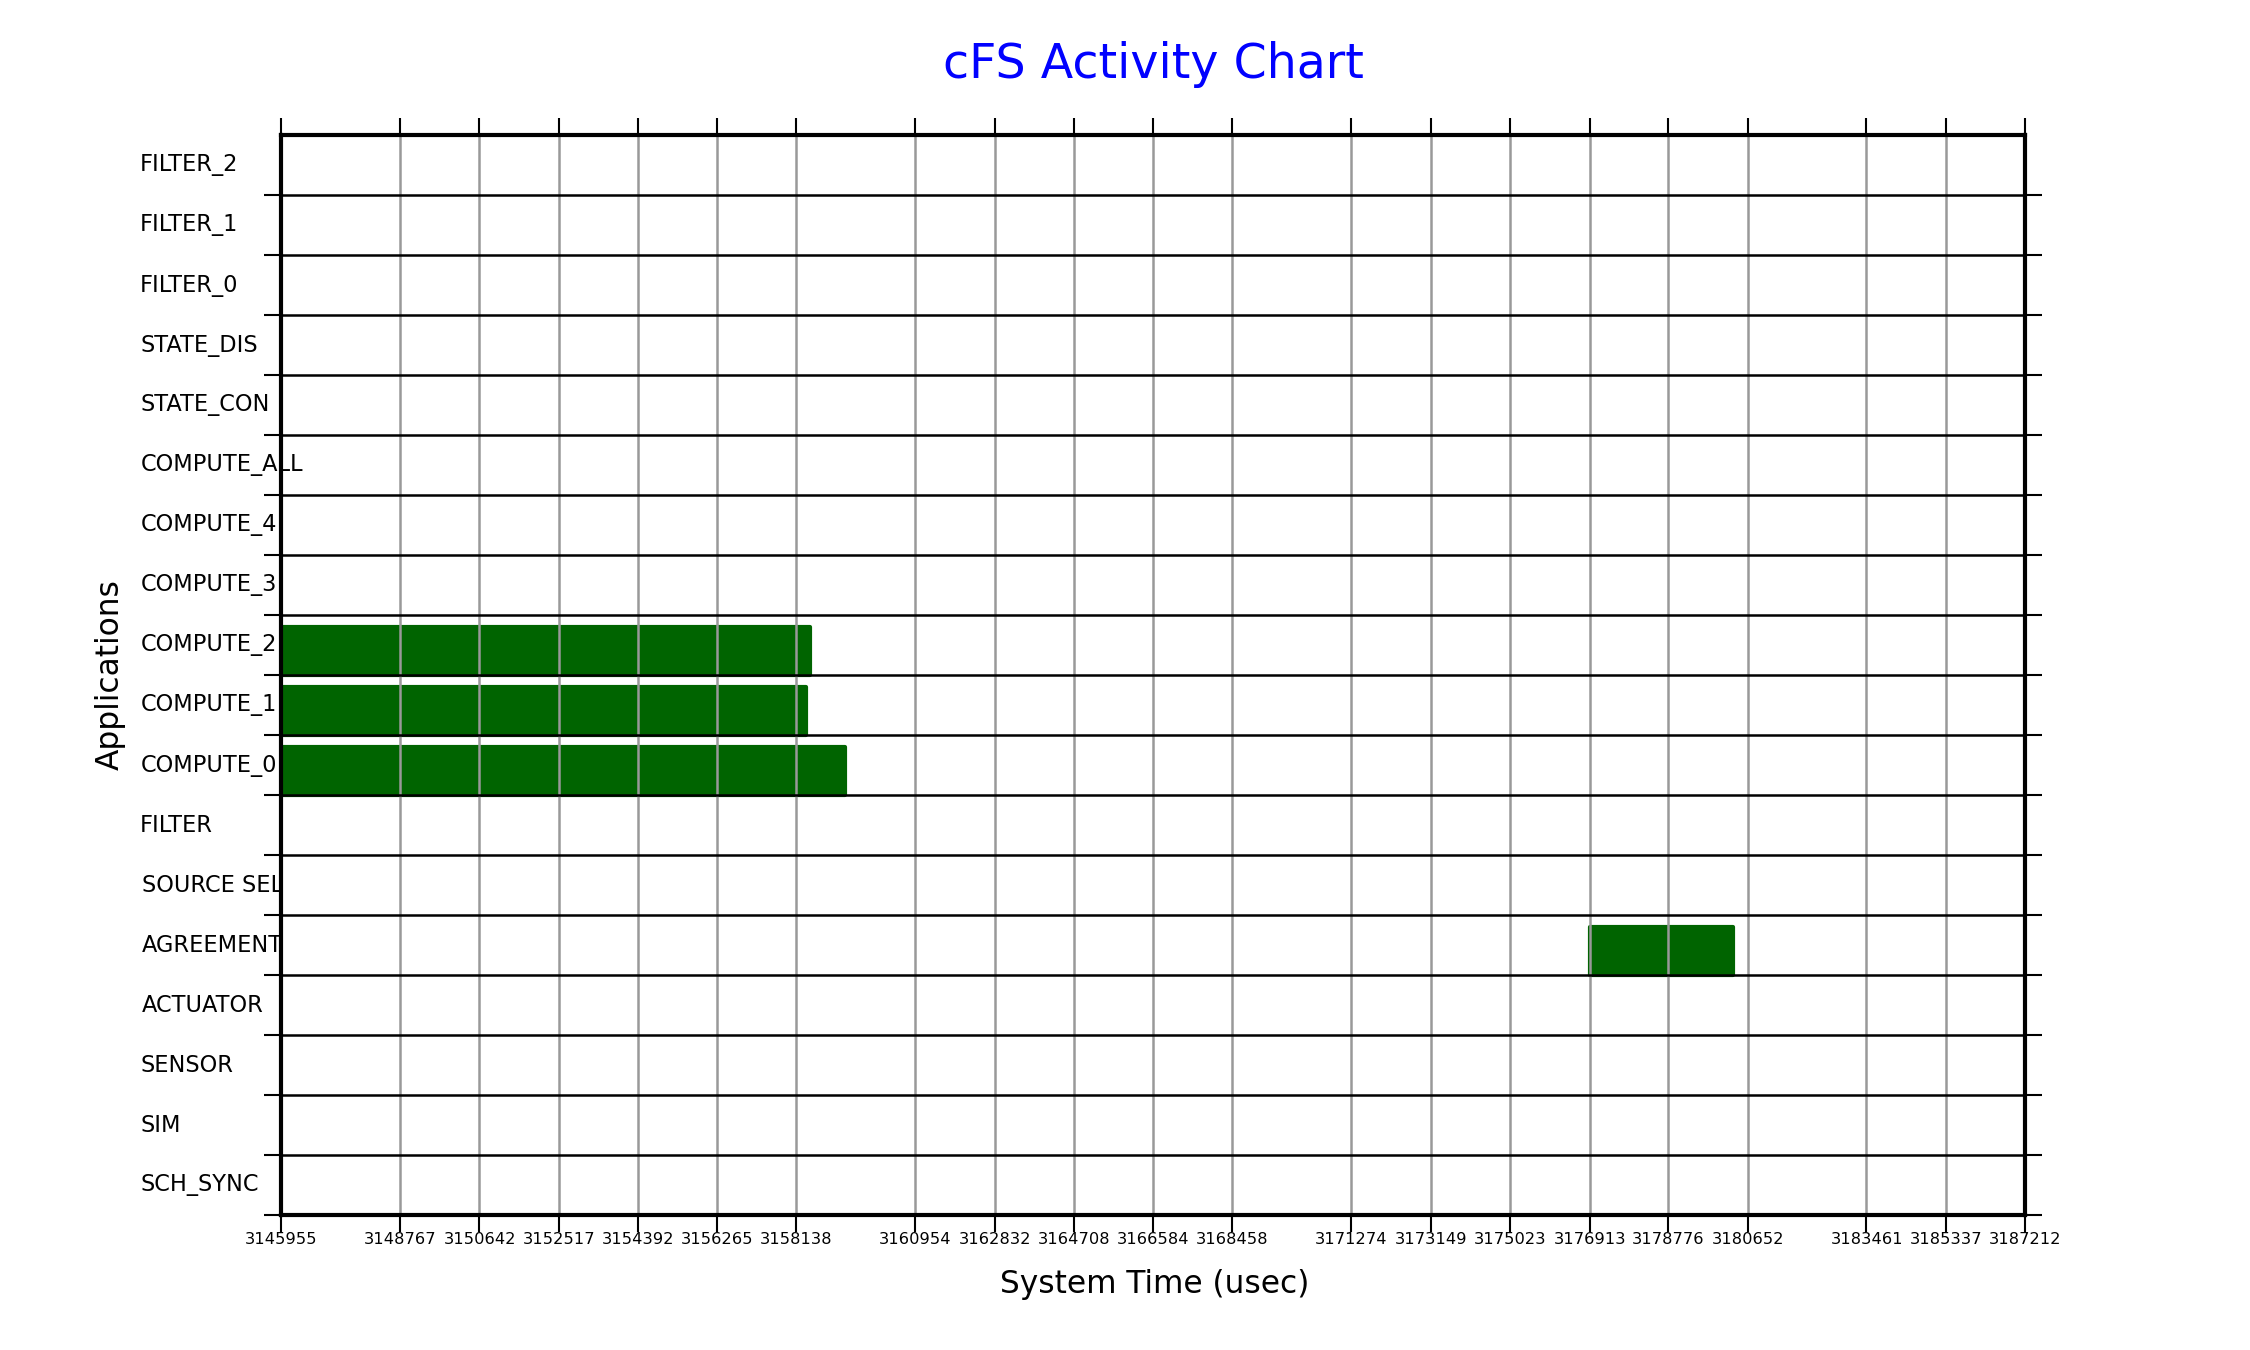 cFS Activity Chart
FILTER_2
FILTER_1
FILTER_0
STATE_DIS
STATE_CON
COMPUTE_ALL
COMPUTE_4
COMPUTE_3
COMPUTE_2
COMPUTE_1
COMPUTE_0
FILTER
SOURCE SEL
AGREEMENT
ACTUATOR
SENSOR
SIM
SCH_SYNC
Applications
3145955 3148767 3150642 3152517 3154392 3156265 3158138 3160954 3162832 3164708 3166584 3168458 3171274 3173149 3175023 3176913 3178776 3180652 3183461 3185337 3187212
System Time (usec)